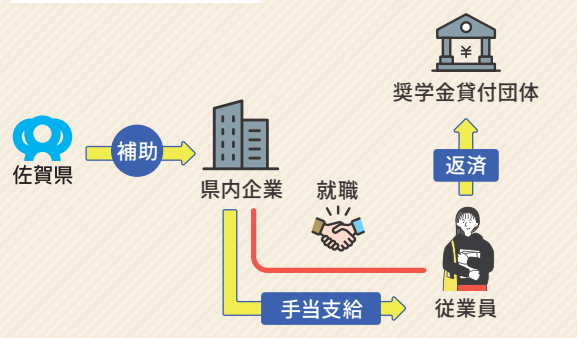 ¥
奨学金貸付団体
補助
佐賀県
県内企業
就職
返済
手当支給
従業員